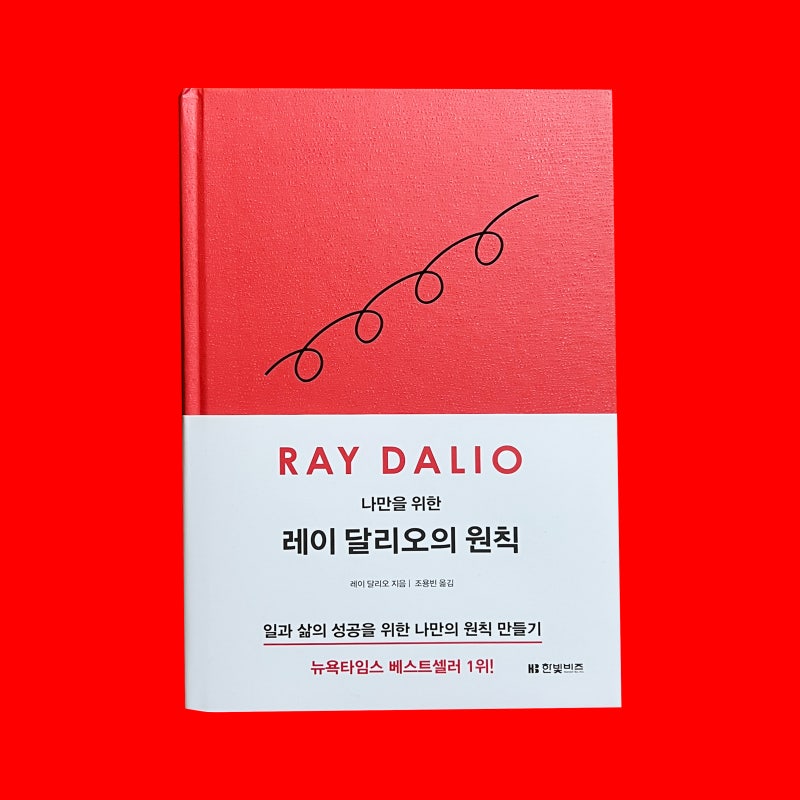 RAY DALIO
나만을 위한
레이 달리오의 원칙
레이 달리오 지음 | 조용빈 옮김
일과 삶의 성공을 위한 나만의 원칙 만들기
뉴욕타임스 베스트셀러 1위!
HB 한빛비즈